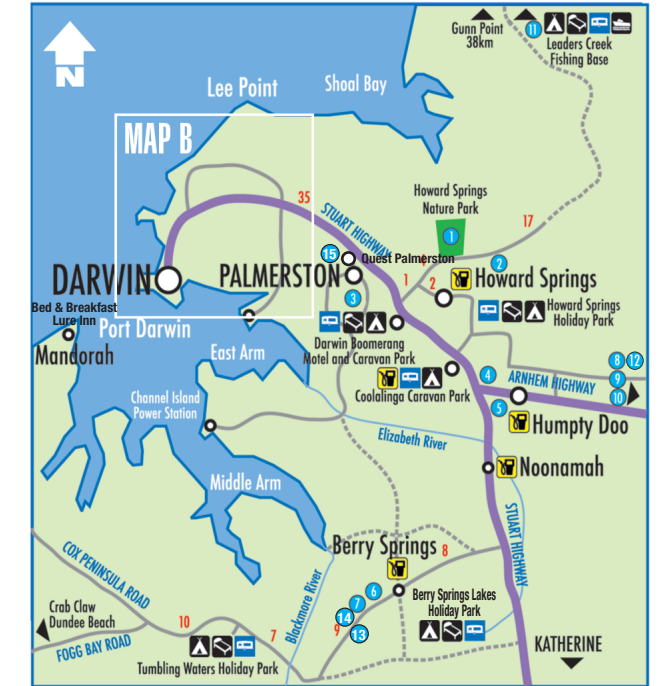 Gunn Point
38km
11
Leaders Creek
Fishing Base
N
Lee Point
Shoal Bay
MAP B
35
STUART HIGHWAY
Howard Springs
Nature Park
1
17
15
Quest Palmerston
4
2
DARWIN
PALMERSTON
1
2
Howard Springs
3
Bed & Breakfast
Lure Inn
Port Darwin
Mandorah
East Arm
Darwin Boomerang
Motel and Caravan Park
Howard Springs
Holiday Park
8
12
9
10
4
ARNHEM HIGHWAY
Coolalinga Caravan Park
5
Humpty Doo
Channel Island
Power Station
Elizabeth River
Noonamah
Middle Arm
STUART HIGHWAY
COX PENINSULA ROAD
Berry Springs
8
Blackmore River
6
7
14
13
9
Berry Springs Lakes
Holiday Park
Crab Claw
Dundee Beach
FOGG BAY ROAD
10
7
Tumbling Waters Holiday Park
KATHERINE